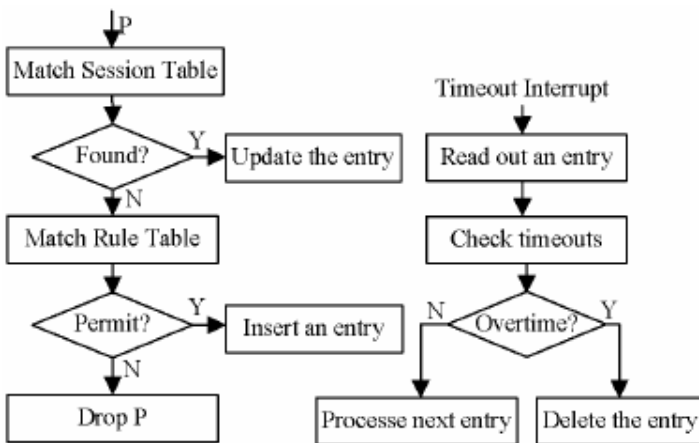 P
Match Session Table
Found?
Y
Update the entry
N
Match Rule Table
Permit?
Y
Insert an entry
N
Drop P
Timeout Interrupt
Read out an entry
Check timeouts
Overtime?
N
Y
Processe next entry
Delete the entry